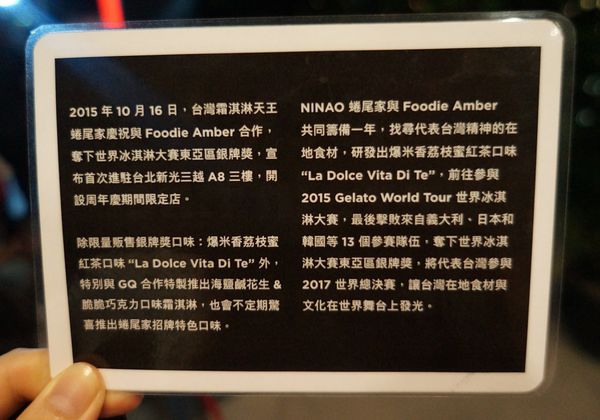 2015 年 10 月 16 日，台灣霜淇淋天王
蜷尾家慶祝與 Foodie Amber 合作，
奪下世界冰淇淋大賽東亞區銀牌獎，宣
布首次進駐台北新光三越 A8 三樓，開
設周年慶期間限定店。
除限量販售銀牌獎口味：爆米香荔枝蜜
紅茶口味 “La Dolce Vita Di Te” 外，
特別與 GQ 合作特製推出海鹽鹹花生 &
脆脆巧克力口味霜淇淋，也會不定期驚
喜推出蜷尾家招牌特色口味。
NINAO 蜷尾家與 Foodie Amber
共同籌備一年，找尋代表台灣精神的在
地食材，研發出爆米香荔枝蜜紅茶口味
“La Dolce Vita Di Te”，前往參與
2015 Gelato World Tour 世界冰淇
淋大賽，最後擊敗來自義大利、日本和
韓國等 13 個參賽隊伍，奪下世界冰淇
淋大賽東亞區銀牌獎，將代表台灣參與
2017 世界總決賽，讓台灣在地食材與
文化在世界舞台上發光。